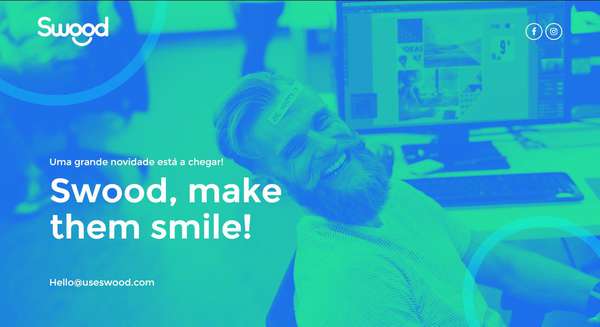 Swood
Uma grande novidade está a chegar!
Swood, make
them smile!
Hello@useswood.com